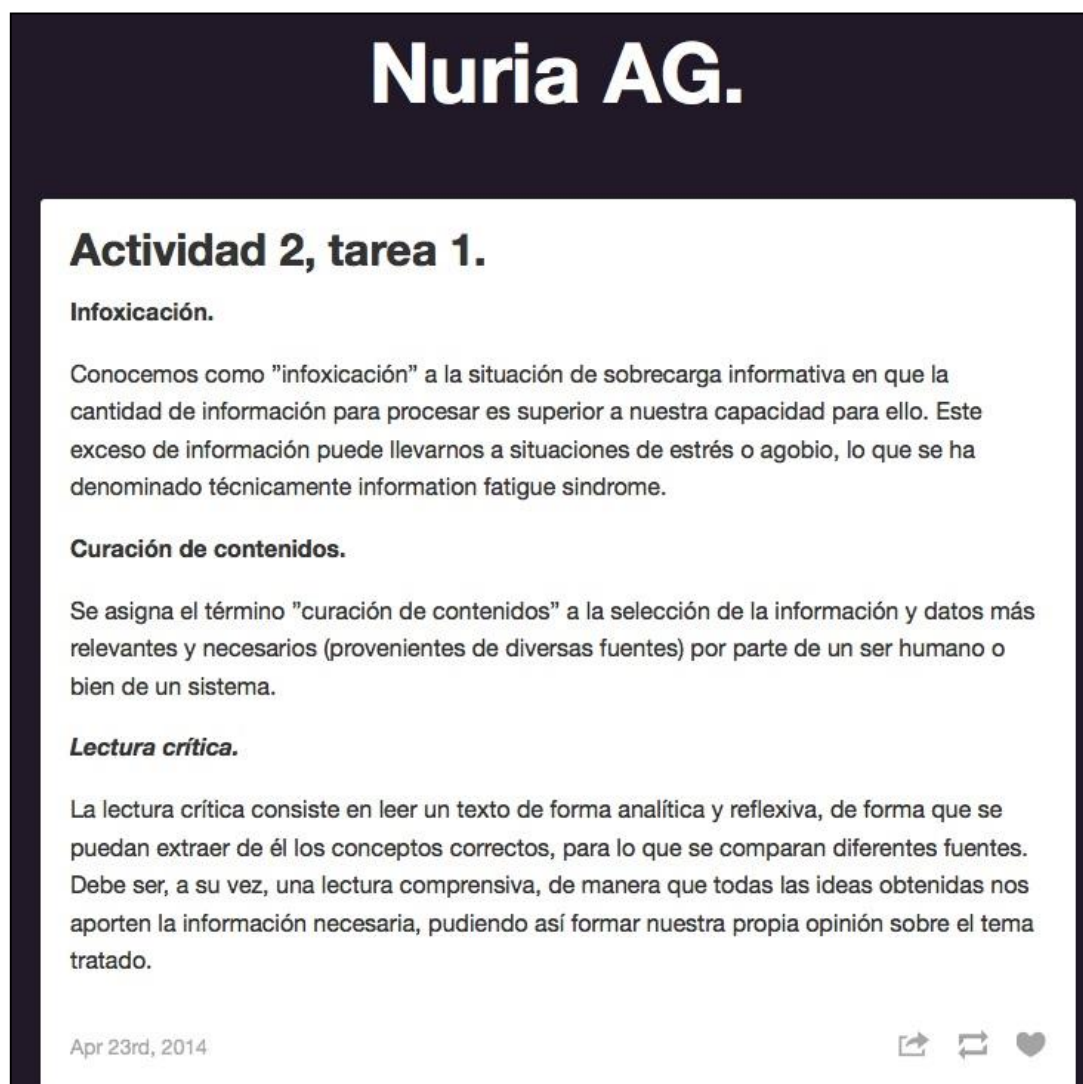 Nuria AG.
Actividad 2, tarea 1.
Infoxicación.
Conocemos como ”infoxicación” a la situación de sobrecarga informativa en que la
cantidad de información para procesar es superior a nuestra capacidad para ello. Este
exceso de información puede llevarnos a situaciones de estrés o agobio, lo que se ha
denominado técnicamente information fatigue sindrome.
Curación de contenidos.
Se asigna el término ”curación de contenidos” a la selección de la información y datos más
relevantes y necesarios (provenientes de diversas fuentes) por parte de un ser humano o
bien de un sistema.
Lectura crítica.
La lectura crítica consiste en leer un texto de forma analítica y reflexiva, de forma que se
puedan extraer de él los conceptos correctos, para lo que se comparan diferentes fuentes.
Debe ser, a su vez, una lectura comprensiva, de manera que todas las ideas obtenidas nos
aporten la información necesaria, pudiendo así formar nuestra propia opinión sobre el tema
tratado.
Apr 23rd, 2014